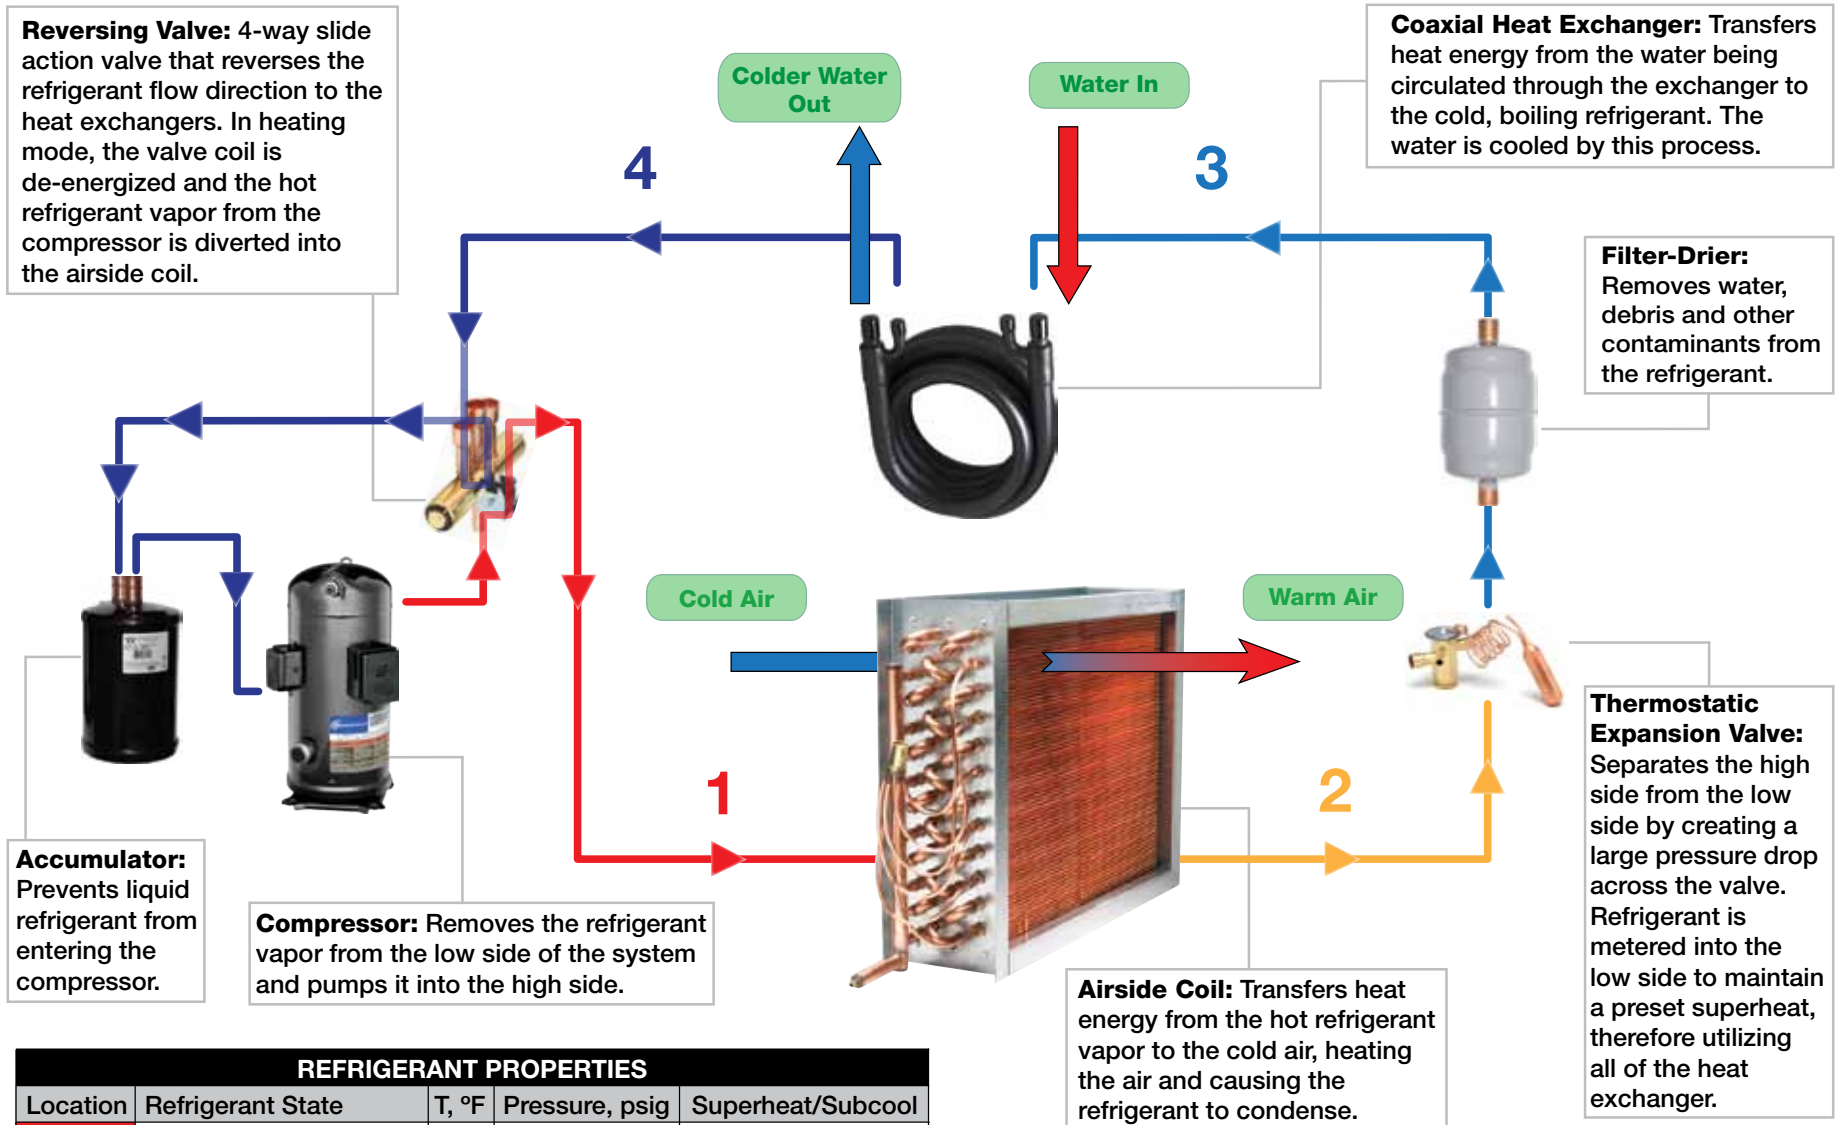 Reversing Valve: 4-way slide
action valve that reverses the
refrigerant flow direction to the
heat exchangers. In heating
mode, the valve coil is
de-energized and the hot
refrigerant vapor from the
compressor is diverted into
the airside coil.
Colder Water
Out
Water In
Coaxial Heat Exchanger: Transfers
heat energy from the water being
circulated through the exchanger to
the cold, boiling refrigerant. The
water is cooled by this process.
4
3
Filter-Drier:
Removes water,
debris and other
contaminants from
the refrigerant.
Cold Air
Warm Air
1
2
Thermostatic
Expansion Valve:
Separates the high
side from the low
side by creating a
large pressure drop
across the valve.
Refrigerant is
metered into the
low side to maintain
a preset superheat,
therefore utilizing
all of the heat
exchanger.
Accumulator:
Prevents liquid
refrigerant from
entering the
compressor.
Compressor: Removes the refrigerant
vapor from the low side of the system
and pumps it into the high side.
Airside Coil: Transfers heat
energy from the hot refrigerant
vapor to the cold air, heating
the air and causing the
refrigerant to condense.
REFRIGERANT PROPERTIES
Location Refrigerant State T, ºF Pressure, psig Superheat/Subcool